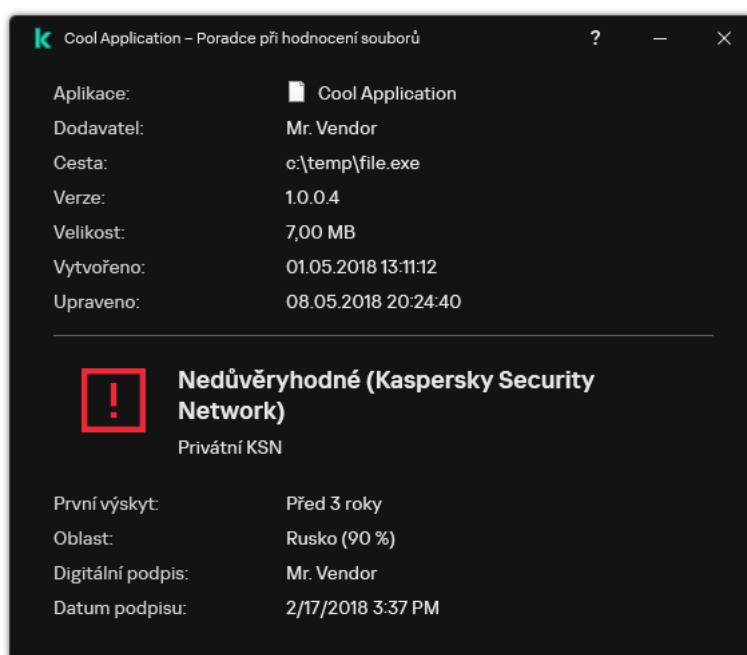 Cool Application – Poradce při hodnocení souborů ?
Aplikace: Cool Application
Dodavatel: Mr. Vendor
Cesta: c:\temp\file.exe
Verze: 1.0.0.4
Velikost: 7,00 MB
Vytvořeno: 01.05.2018 13:11:12
Upraveno: 08.05.2018 20:24:40
Nedůvěryhodné (Kaspersky Security
Network)
Privátní KSN
První výskyt: Před 3 roky
Oblast: Rusko (90 %)
Digitální podpis: Mr. Vendor
Datum podpisu: 2/17/2018 3:37 PM